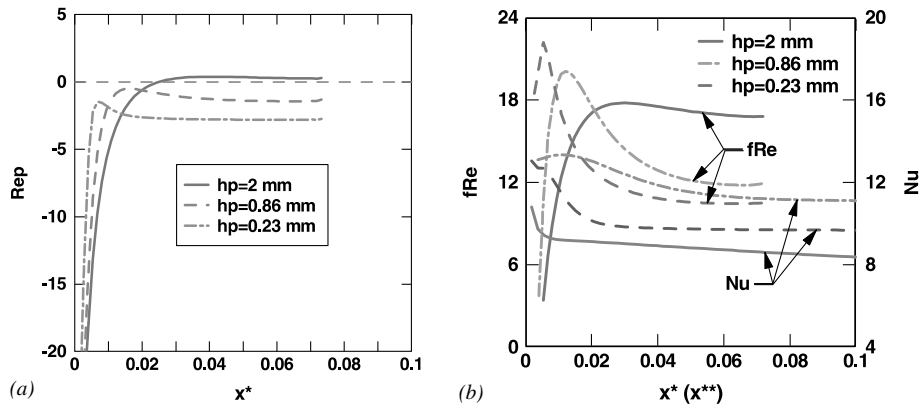 5
0
-5
-10
-15
-20
Rep
hp=2 mm
hp=0.86 mm
hp=0.23 mm
0
0.02
0.04
0.06
0.08
0.1
x*
(a)
24
18
12
6
0
fRe
hp=2 mm
hp=0.86 mm
hp=0.23 mm
fRe
Nu
20
16
12
8
4
Nu
0
0.02
0.04
0.06
0.08
0.1
x* (x**)
(b)